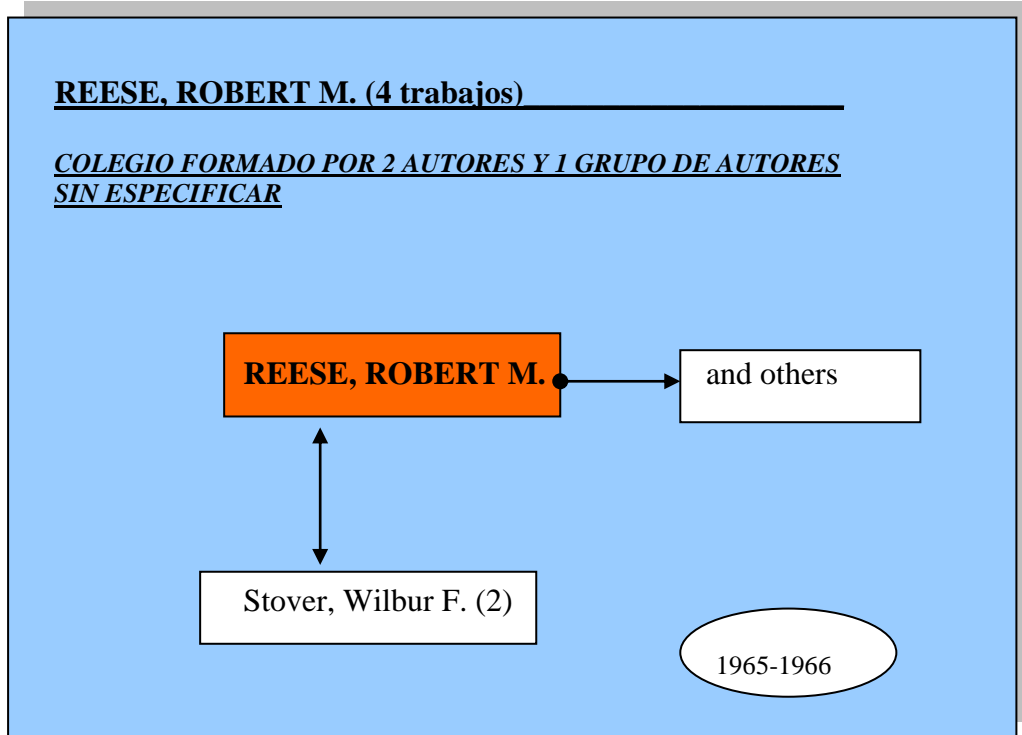 REESE, ROBERT M. (4 trabajos)
COLEGIO FORMADO POR 2 AUTORES Y 1 GRUPO DE AUTORES
SIN ESPECIFICAR
REESE, ROBERT M.
and others
Stover, Wilbur F. (2)
1965-1966